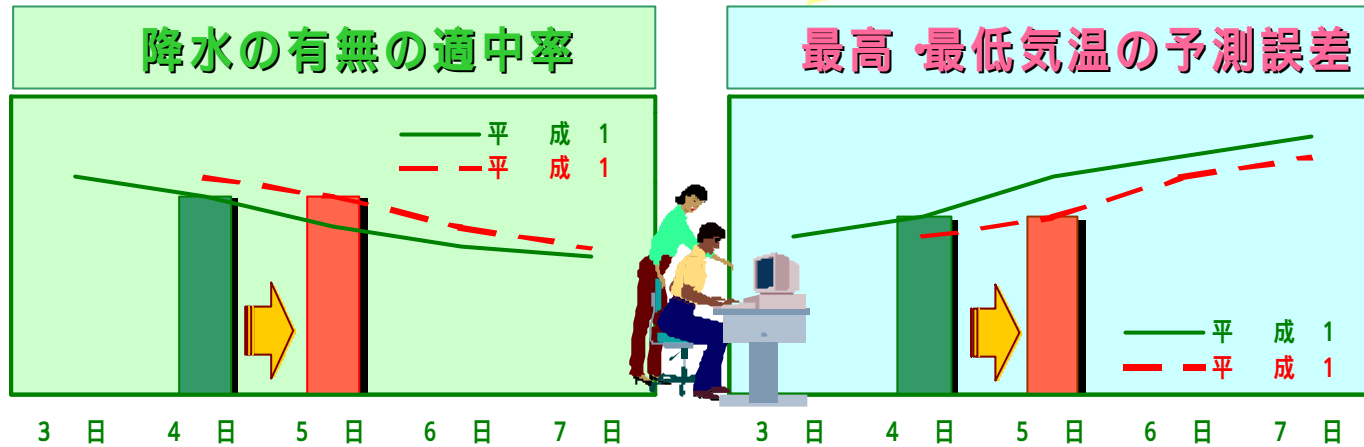 降水の有無の適中率
平成1
平成1
3日 4日 5日 6日 7日
最高・最低気温の予測誤差
平成1
平成1
3日 4日 5日 6日 7日